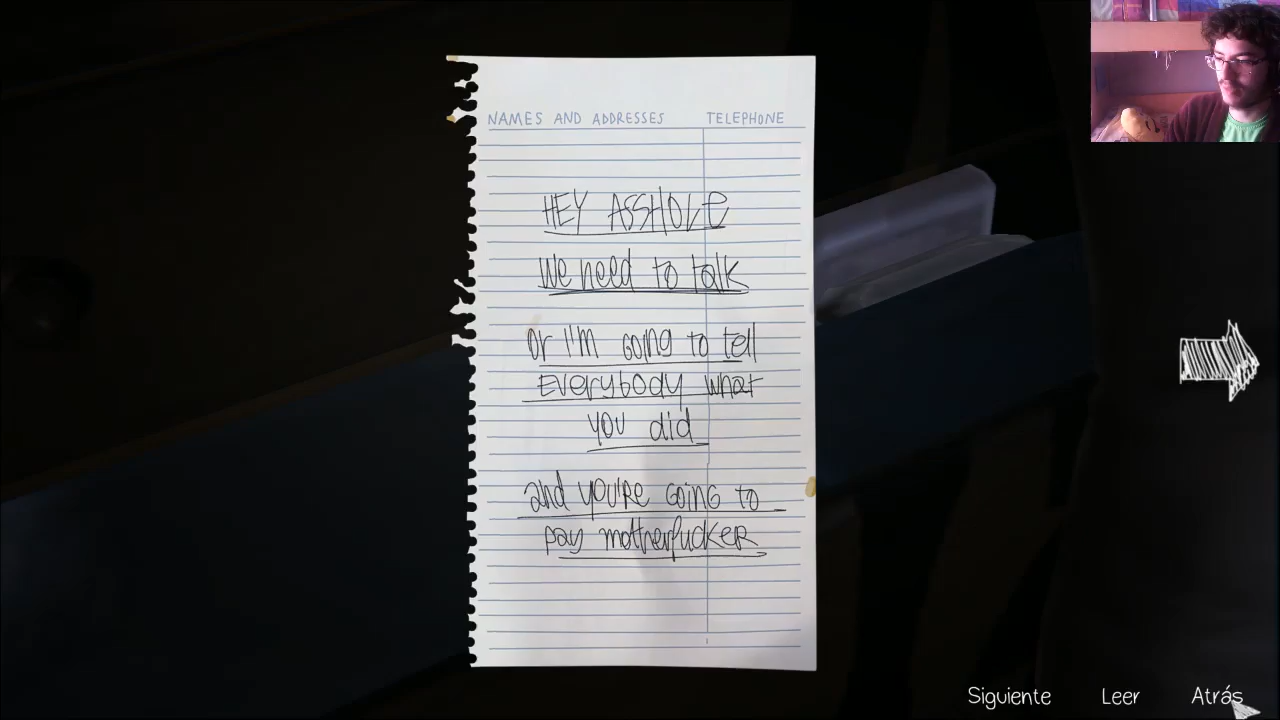 NAMES AND ADDRESSES TELEPHONE
HEY ASSHOLE
We need to talk
Or I'm going to tell
Everybody what
you did
and you're going to
pay motherfucker
Siguiente Leer Atrás